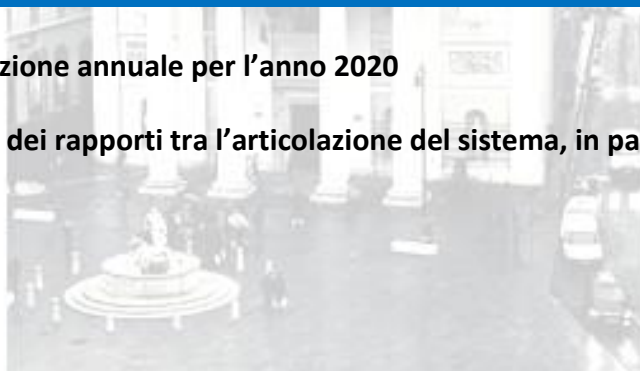 zione annuale per l’anno 2020
dei rapporti tra l’articolazione del sistema, in pa